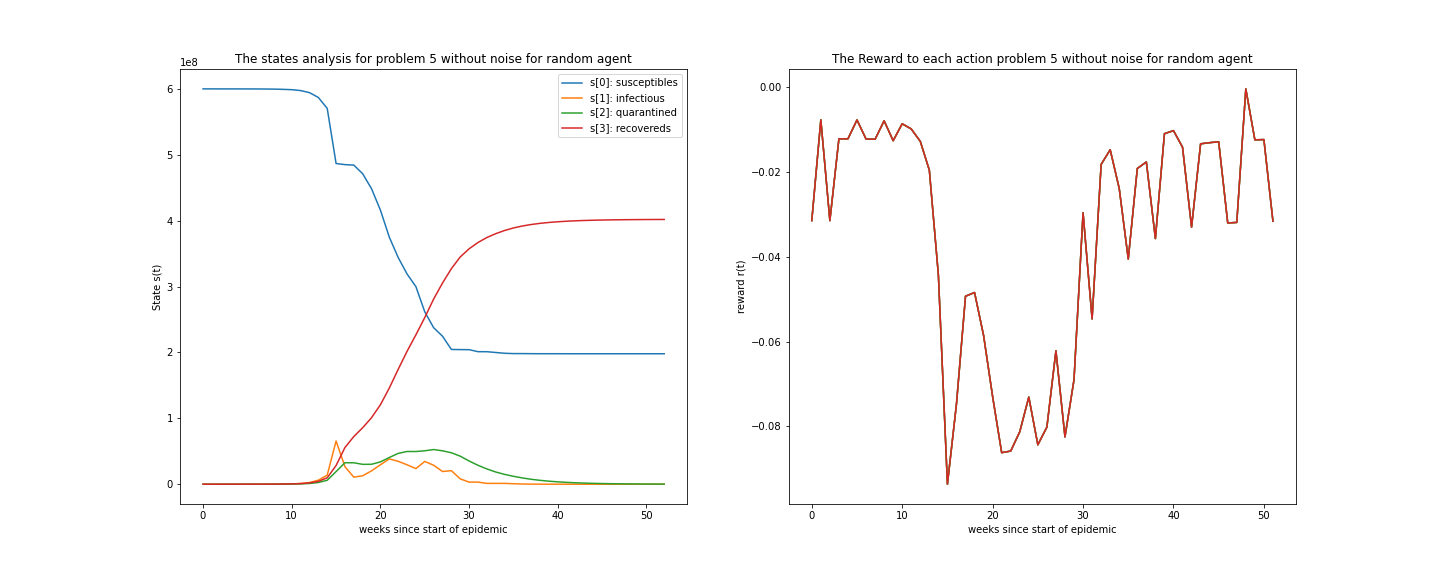 The states analysis for problem 5 without noise for random agent
1e8
6
5
4
3
2
1
0
State s(t)
s[0]: susceptibles
s[1]: infectious
s[2]: quarantined
s[3]: recovereds
0 10 20 30 40 50
weeks since start of epidemic
The Reward to each action problem 5 without noise for random agent
0.00
−0.02
−0.04
−0.06
−0.08
reward r(t)
0 10 20 30 40 50
weeks since start of epidemic